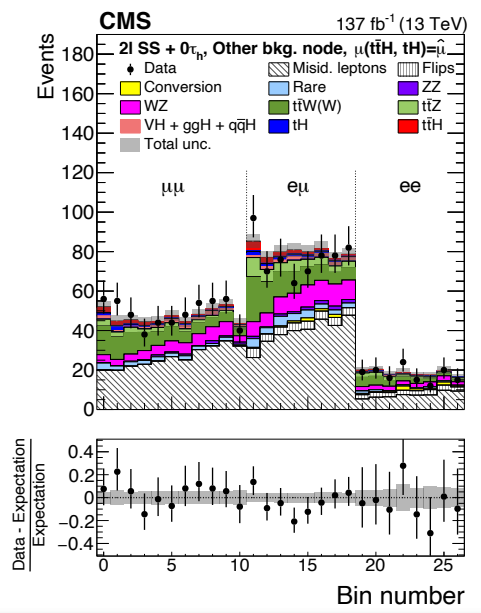 CMS 137 fb⁻¹ (13 TeV)
2l SS + 0τₕ, Other bkg. node, μ(tt̄H, tH)=μ̂
Data Misid. leptons Flips
Conversion Rare ZZ
WZ tt̄W(W) tt̄Z
VH + ggH + qq̄H tH tt̄H
Total unc.
μμ eμ ee
Events
180
160
140
120
100
80
60
40
20
0
Data - Expectation
Expectation
0.4
0.2
0
−0.2
−0.4
0 5 10 15 20 25
Bin number